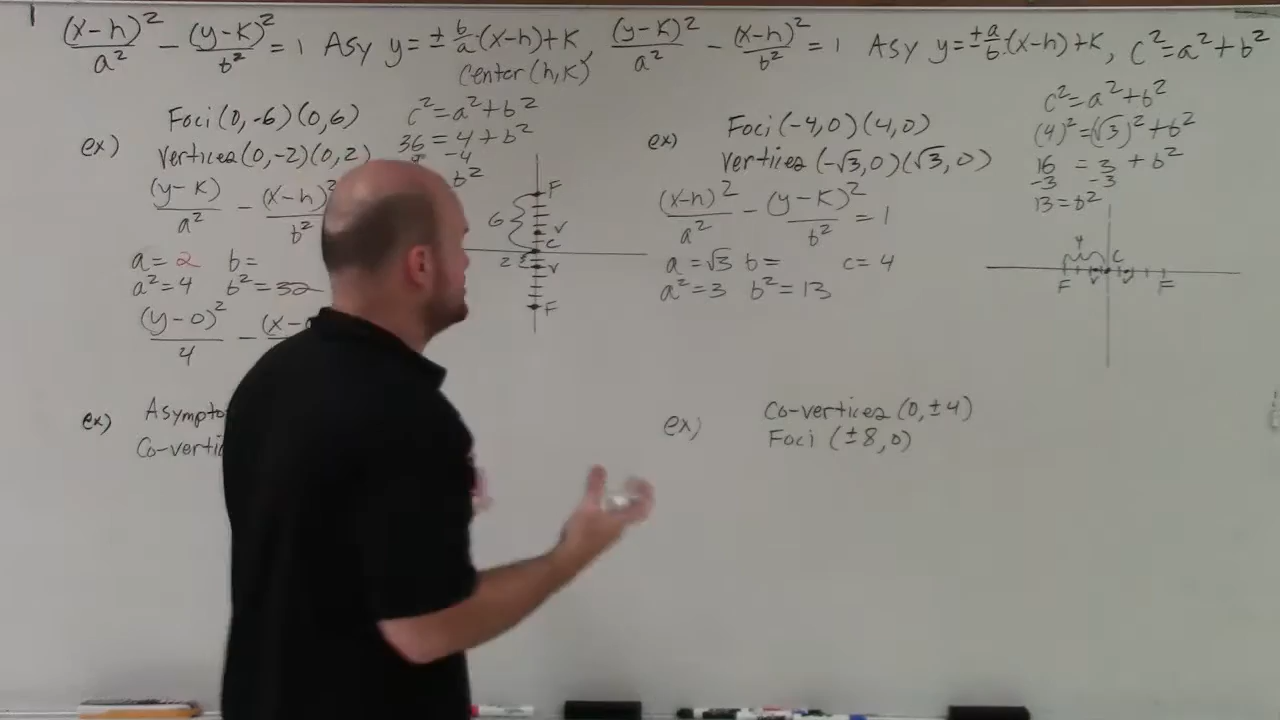 (x-h)²/a² - (y-k)²/b² = 1 Asy y = ± b/a (x-h)+k, (y-k)²/a² - (x-h)²/b² = 1 Asy y = ± a/b (x-h)+k, c² = a² + b²
Center (h,k)
ex) Foci (0,-6) (0,6)
Vertices (0,-2) (0,2)
(y-k)/a² - (x-h)²/b²
a = 2 b =
a² = 4 b² = 32
(y-0)²/4 - (x-
c² = a² + b²
36 = 4 + b²
-4
b²
F
6
V
C
2
V
F
ex) Foci (-4,0) (4,0)
Vertices (-√3,0) (√3,0)
(x-h)²/a² - (y-k)²/b² = 1
a = √3 b = c = 4
a² = 3 b² = 13
c² = a² + b²
(4)² = (√3)² + b²
16 = 3 + b²
-3 -3
13 = b²
4
C
F V V F
ex)
ex) Co-vertices (0,±4)
Foci (±8,0)